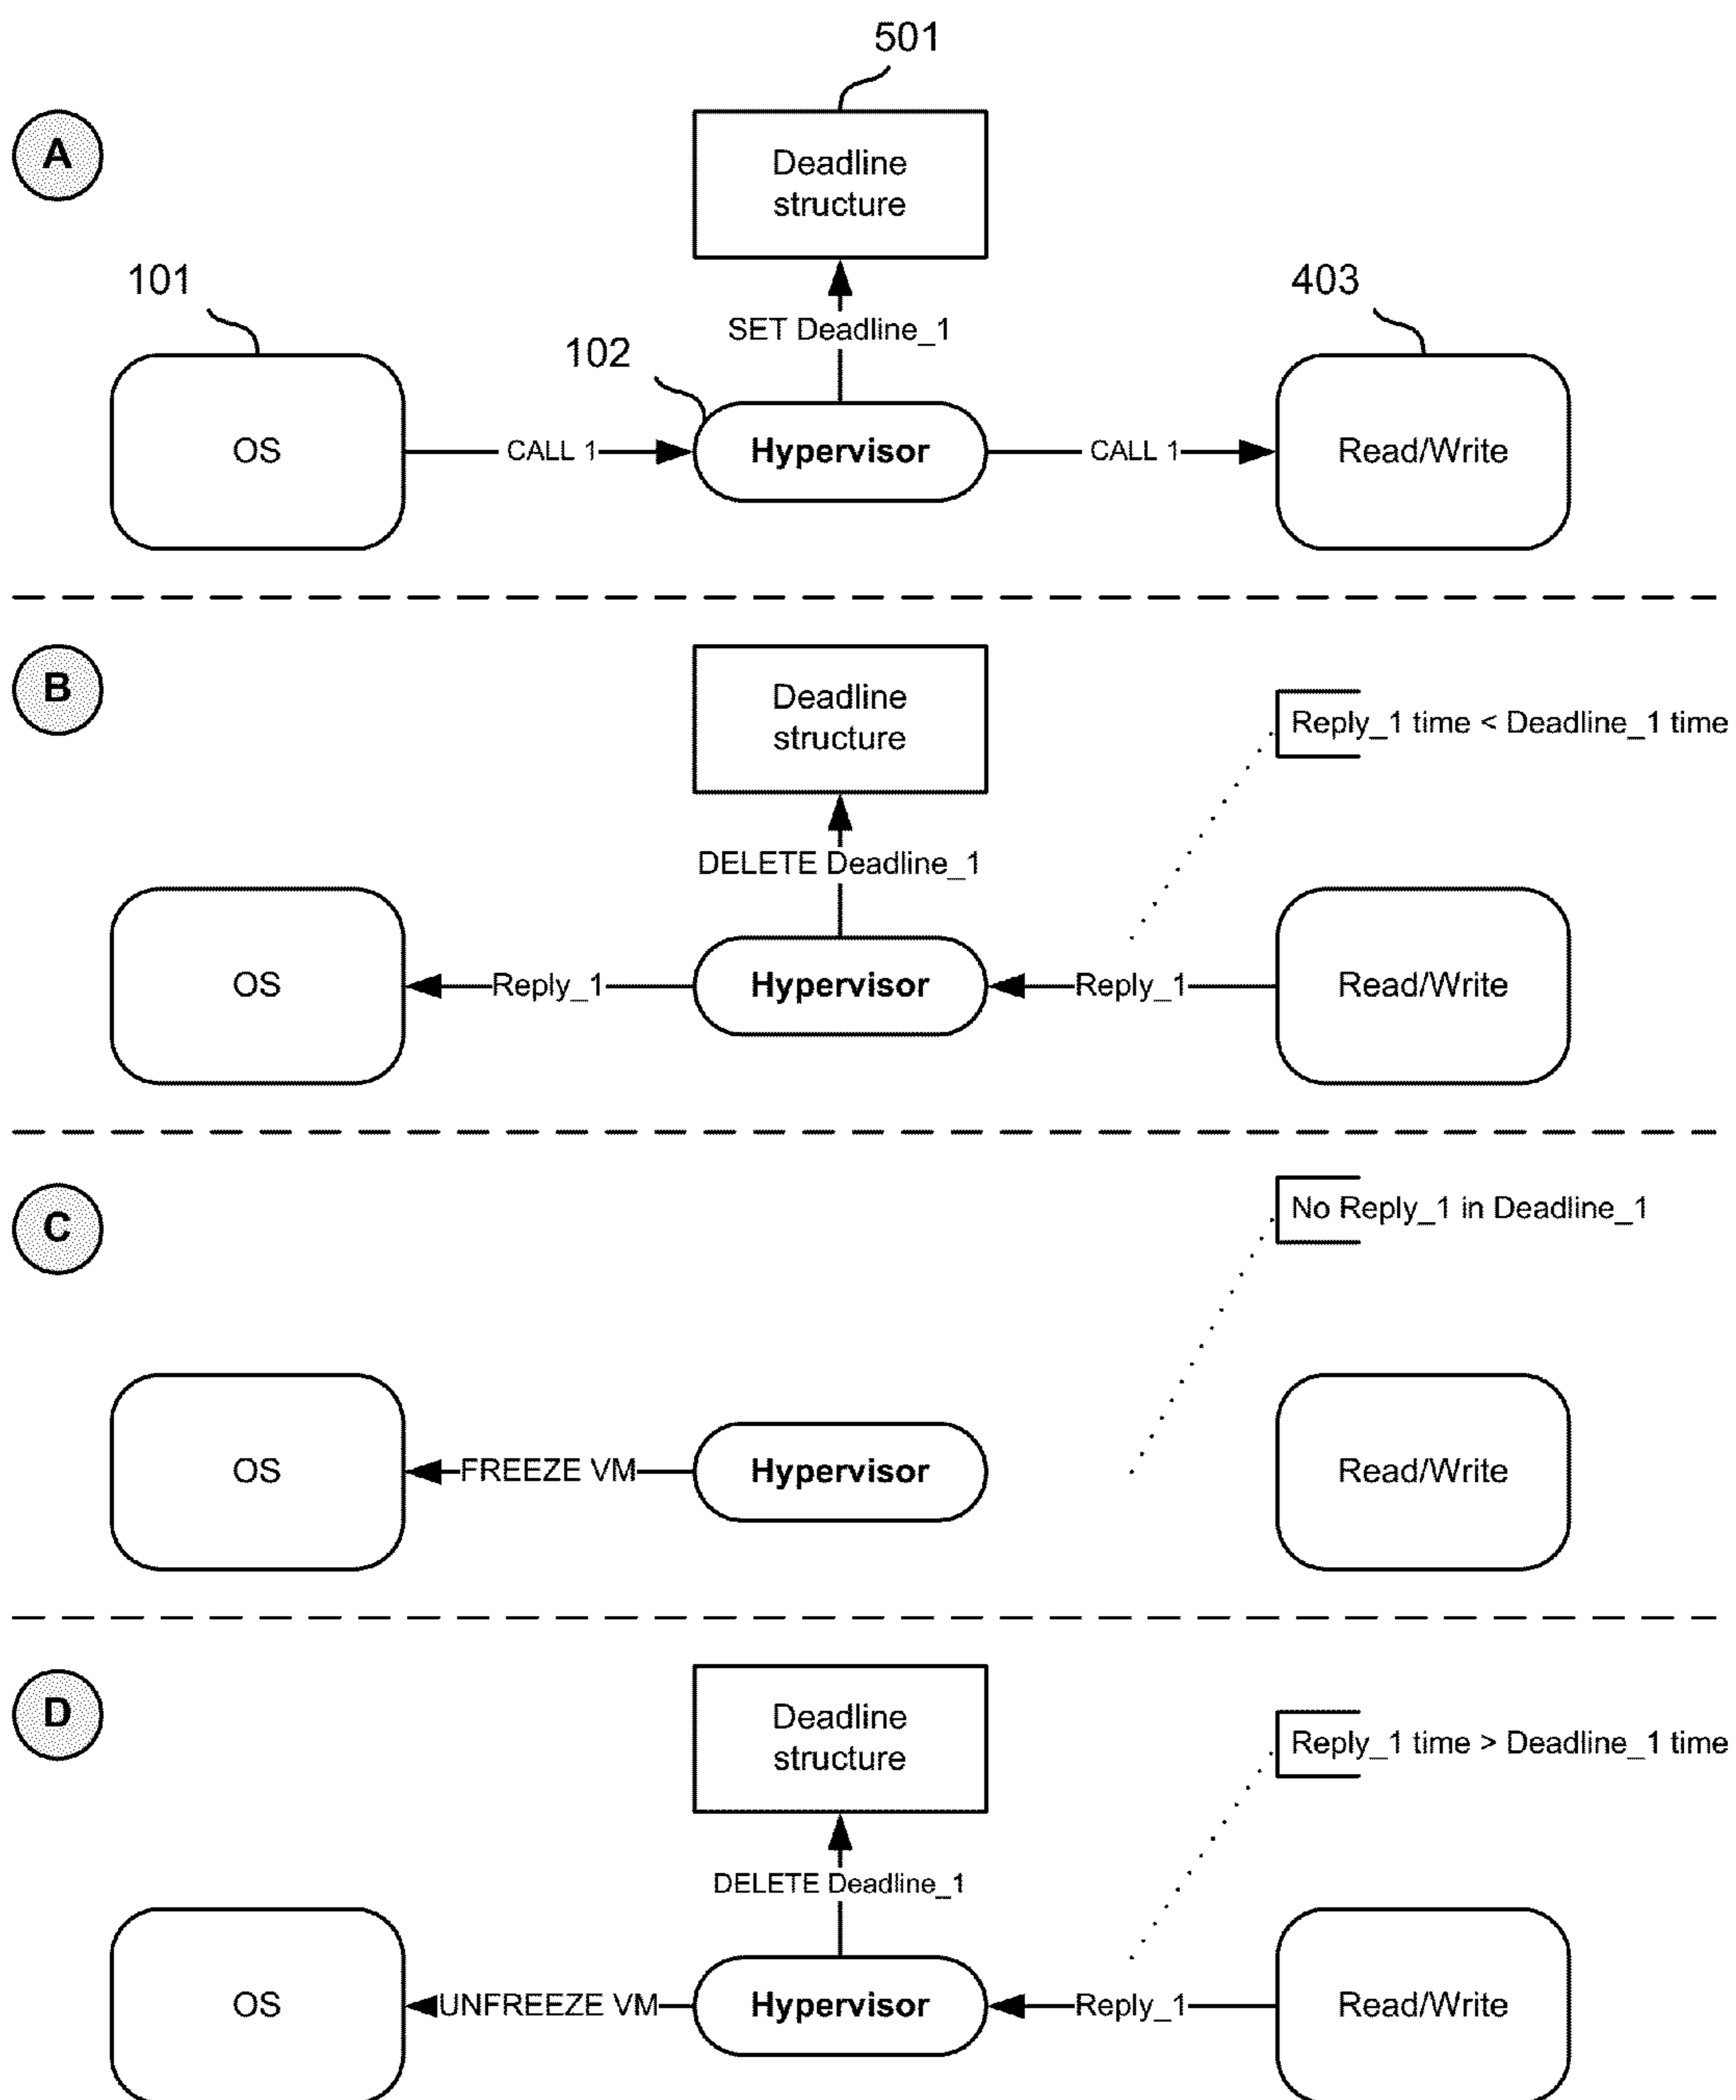 501
A
Deadline
structure
101
403
SET Deadline_1
102
OS
CALL 1
Hypervisor
CALL 1
Read/Write
B
Deadline
structure
Reply_1 time < Deadline_1 time
DELETE Deadline_1
OS
Reply_1
Hypervisor
Reply_1
Read/Write
C
No Reply_1 in Deadline_1
OS
FREEZE VM
Hypervisor
Read/Write
D
Deadline
structure
Reply_1 time > Deadline_1 time
DELETE Deadline_1
OS
UNFREEZE VM
Hypervisor
Reply_1
Read/Write